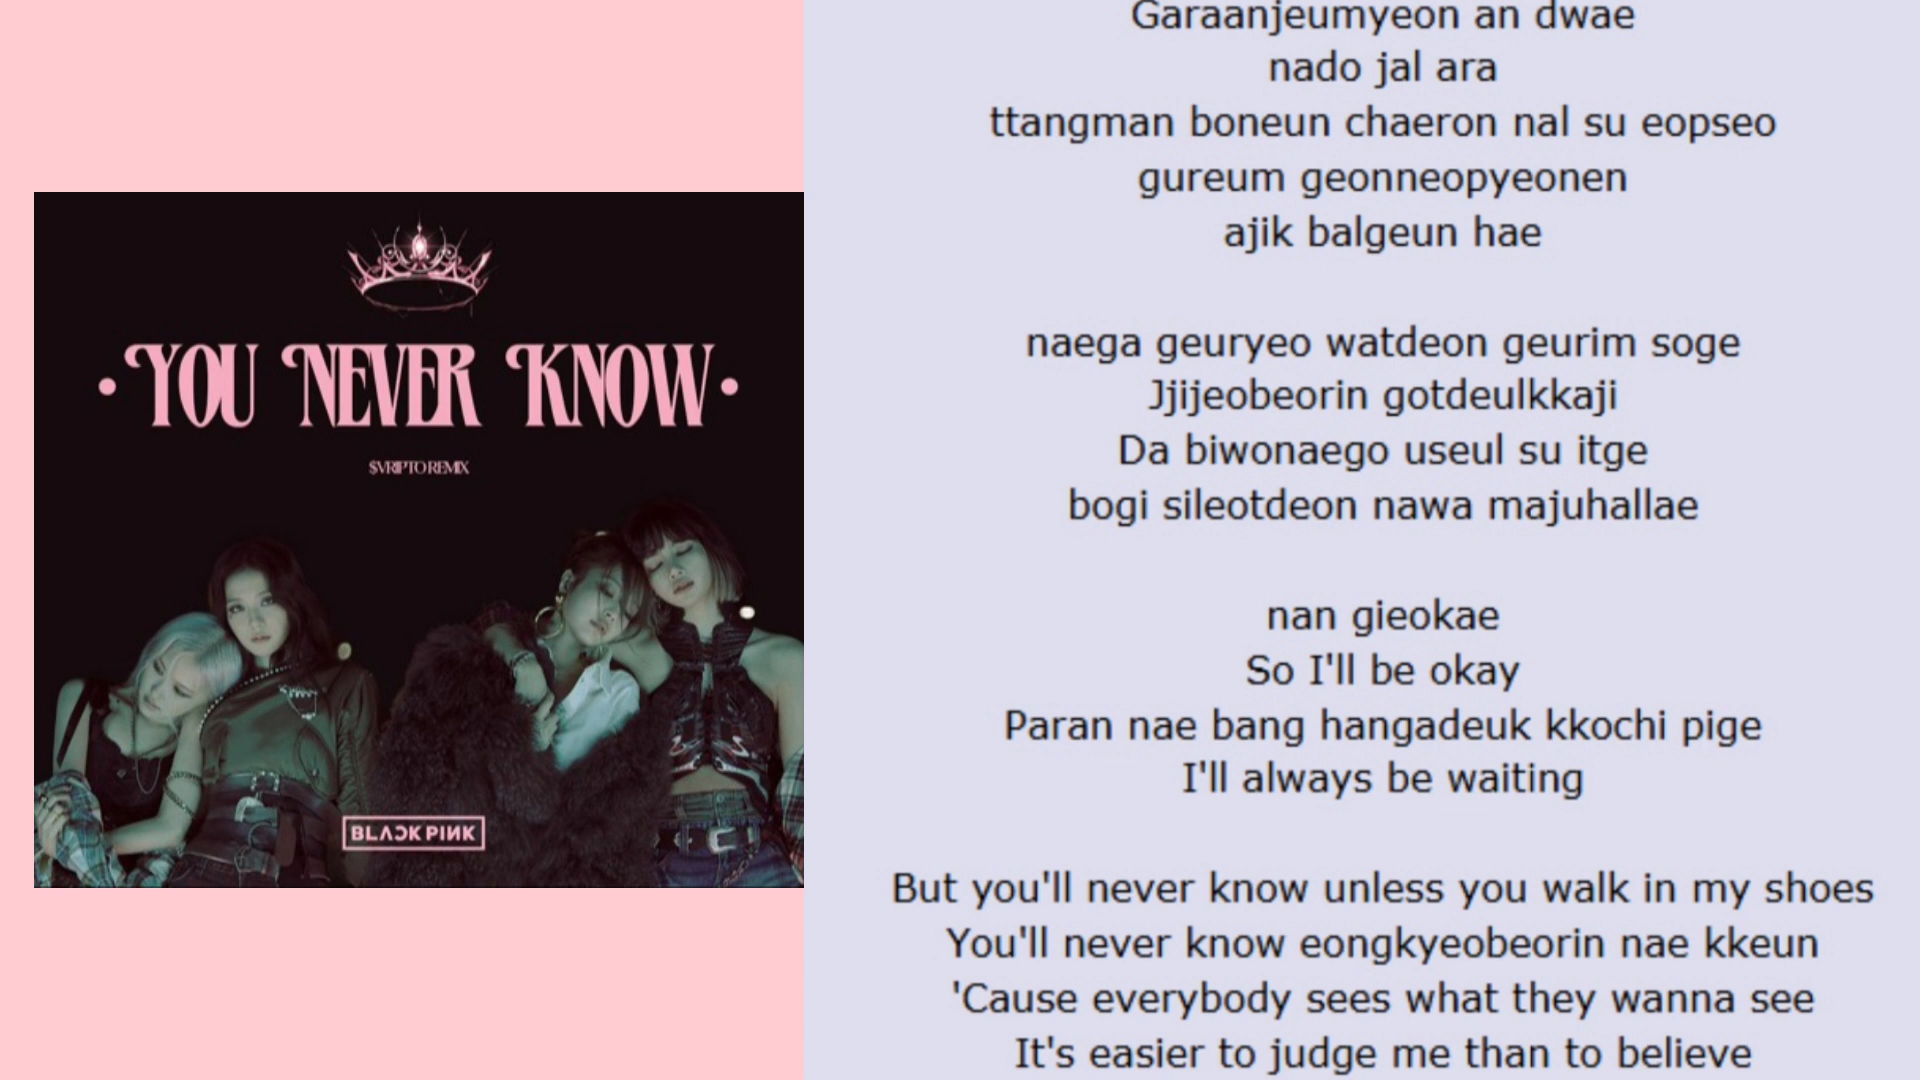 • YOU NEVER KNOW •
$VRIPTO REMIX
BLACKPINK
Garaanjeumyeon an dwae
nado jal ara
ttangman boneun chaeron nal su eopseo
gureum geonneopyeonen
ajik balgeun hae
naega geuryeo watdeon geurim soge
Jjijeobeorin gotdeulkkaji
Da biwonaego useul su itge
bogi sileotdeon nawa majuhallae
nan gieokae
So I'll be okay
Paran nae bang hangadeuk kkochi pige
I'll always be waiting
But you'll never know unless you walk in my shoes
You'll never know eongkyeobeorin nae kkeun
'Cause everybody sees what they wanna see
It's easier to judge me than to believe